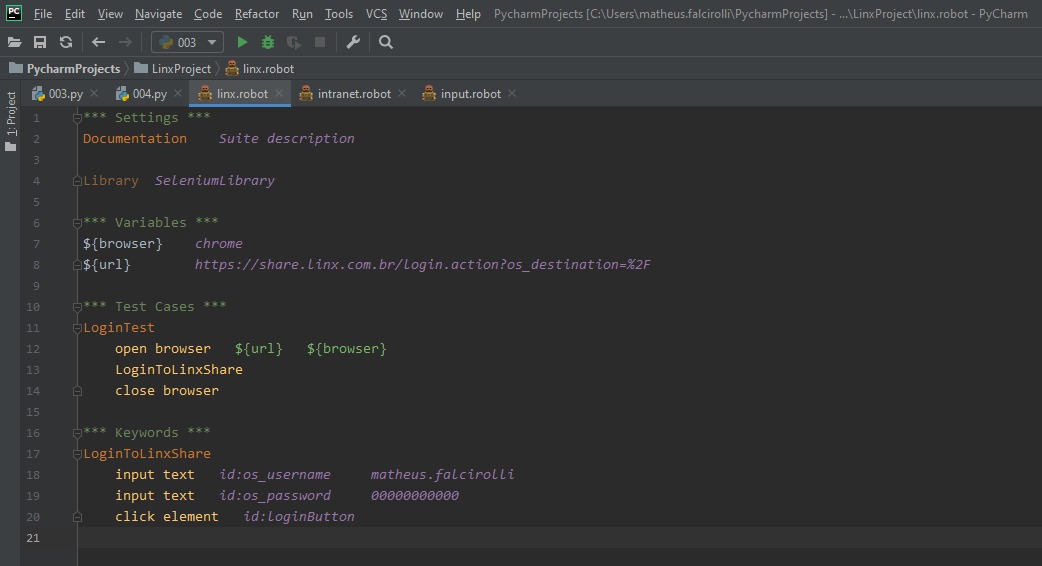 PC File Edit View Navigate Code Refactor Run Tools VCS Window Help PycharmProjects [C:\Users\matheus.falcirolli\PycharmProjects] - ...\LinxProject\linx.robot - PyCharm
003
PycharmProjects LinxProject linx.robot
003.py 004.py linx.robot intranet.robot input.robot
1: Project
1 *** Settings ***
2 Documentation    Suite description
3
4 Library  SeleniumLibrary
5
6 *** Variables ***
7 ${browser}    chrome
8 ${url}        https://share.linx.com.br/login.action?os_destination=%2F
9
10 *** Test Cases ***
11 LoginTest
12     open browser   ${url}   ${browser}
13     LoginToLinxShare
14     close browser
15
16 *** Keywords ***
17 LoginToLinxShare
18     input text   id:os_username     matheus.falcirolli
19     input text   id:os_password     00000000000
20     click element   id:loginButton
21